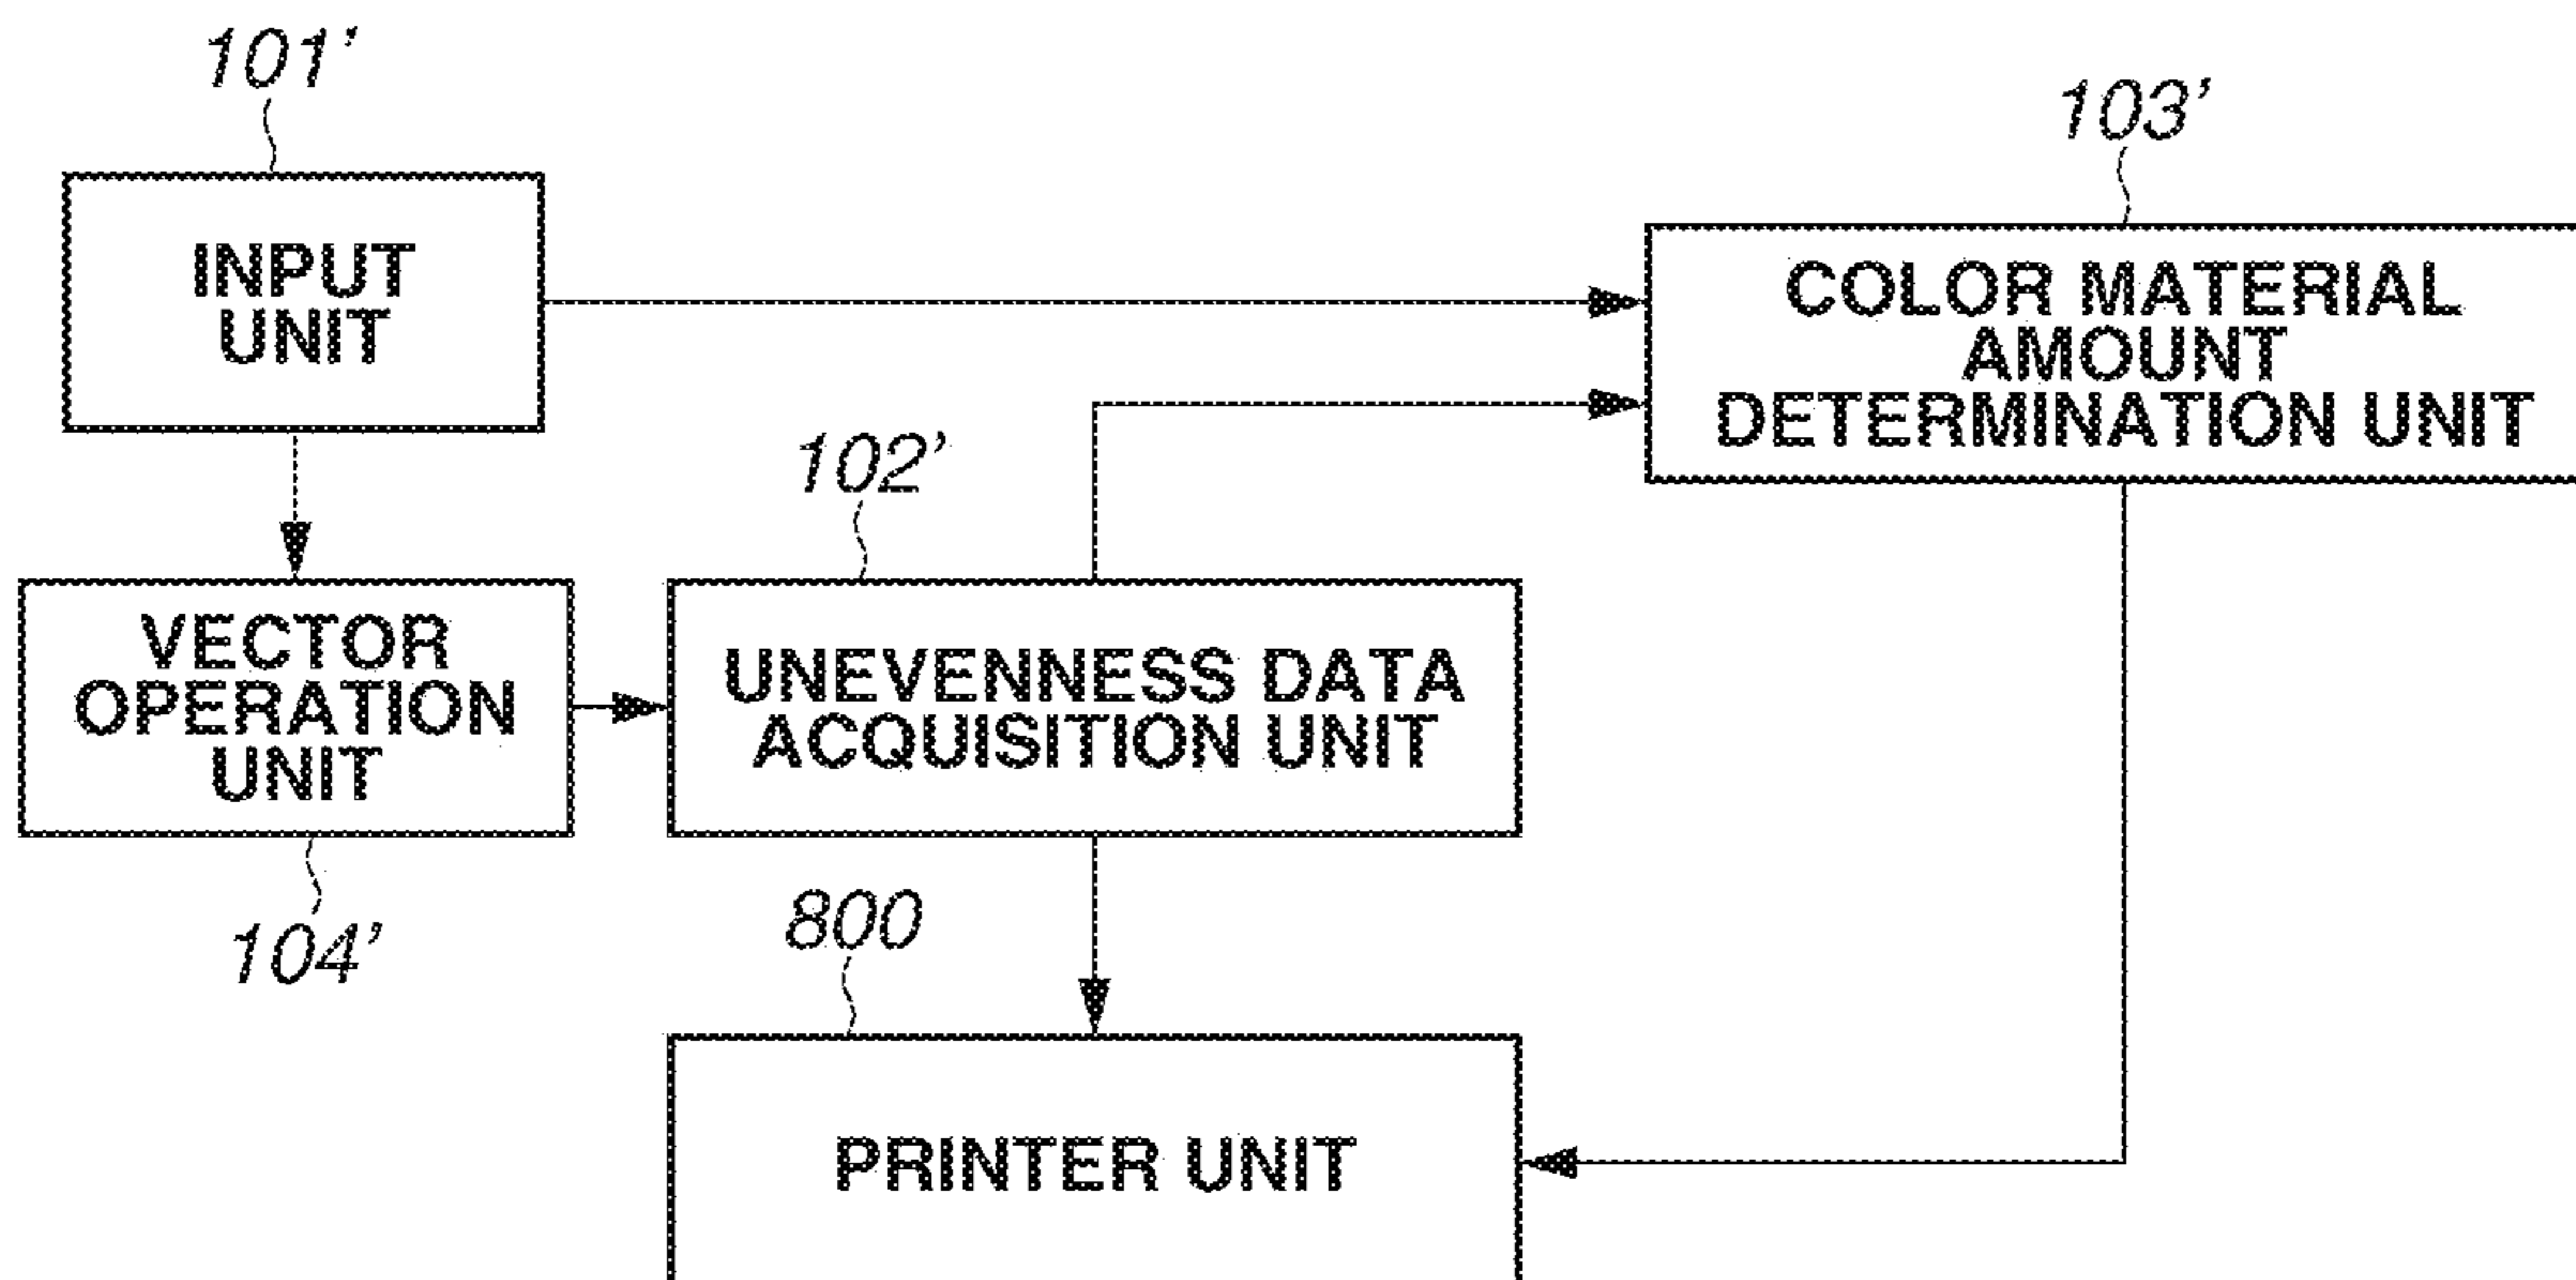 101'
103'
INPUT
UNIT
COLOR MATERIAL
AMOUNT
DETERMINATION UNIT
102'
VECTOR
OPERATION
UNIT
UNEVENNESS DATA
ACQUISITION UNIT
104'
800
PRINTER UNIT